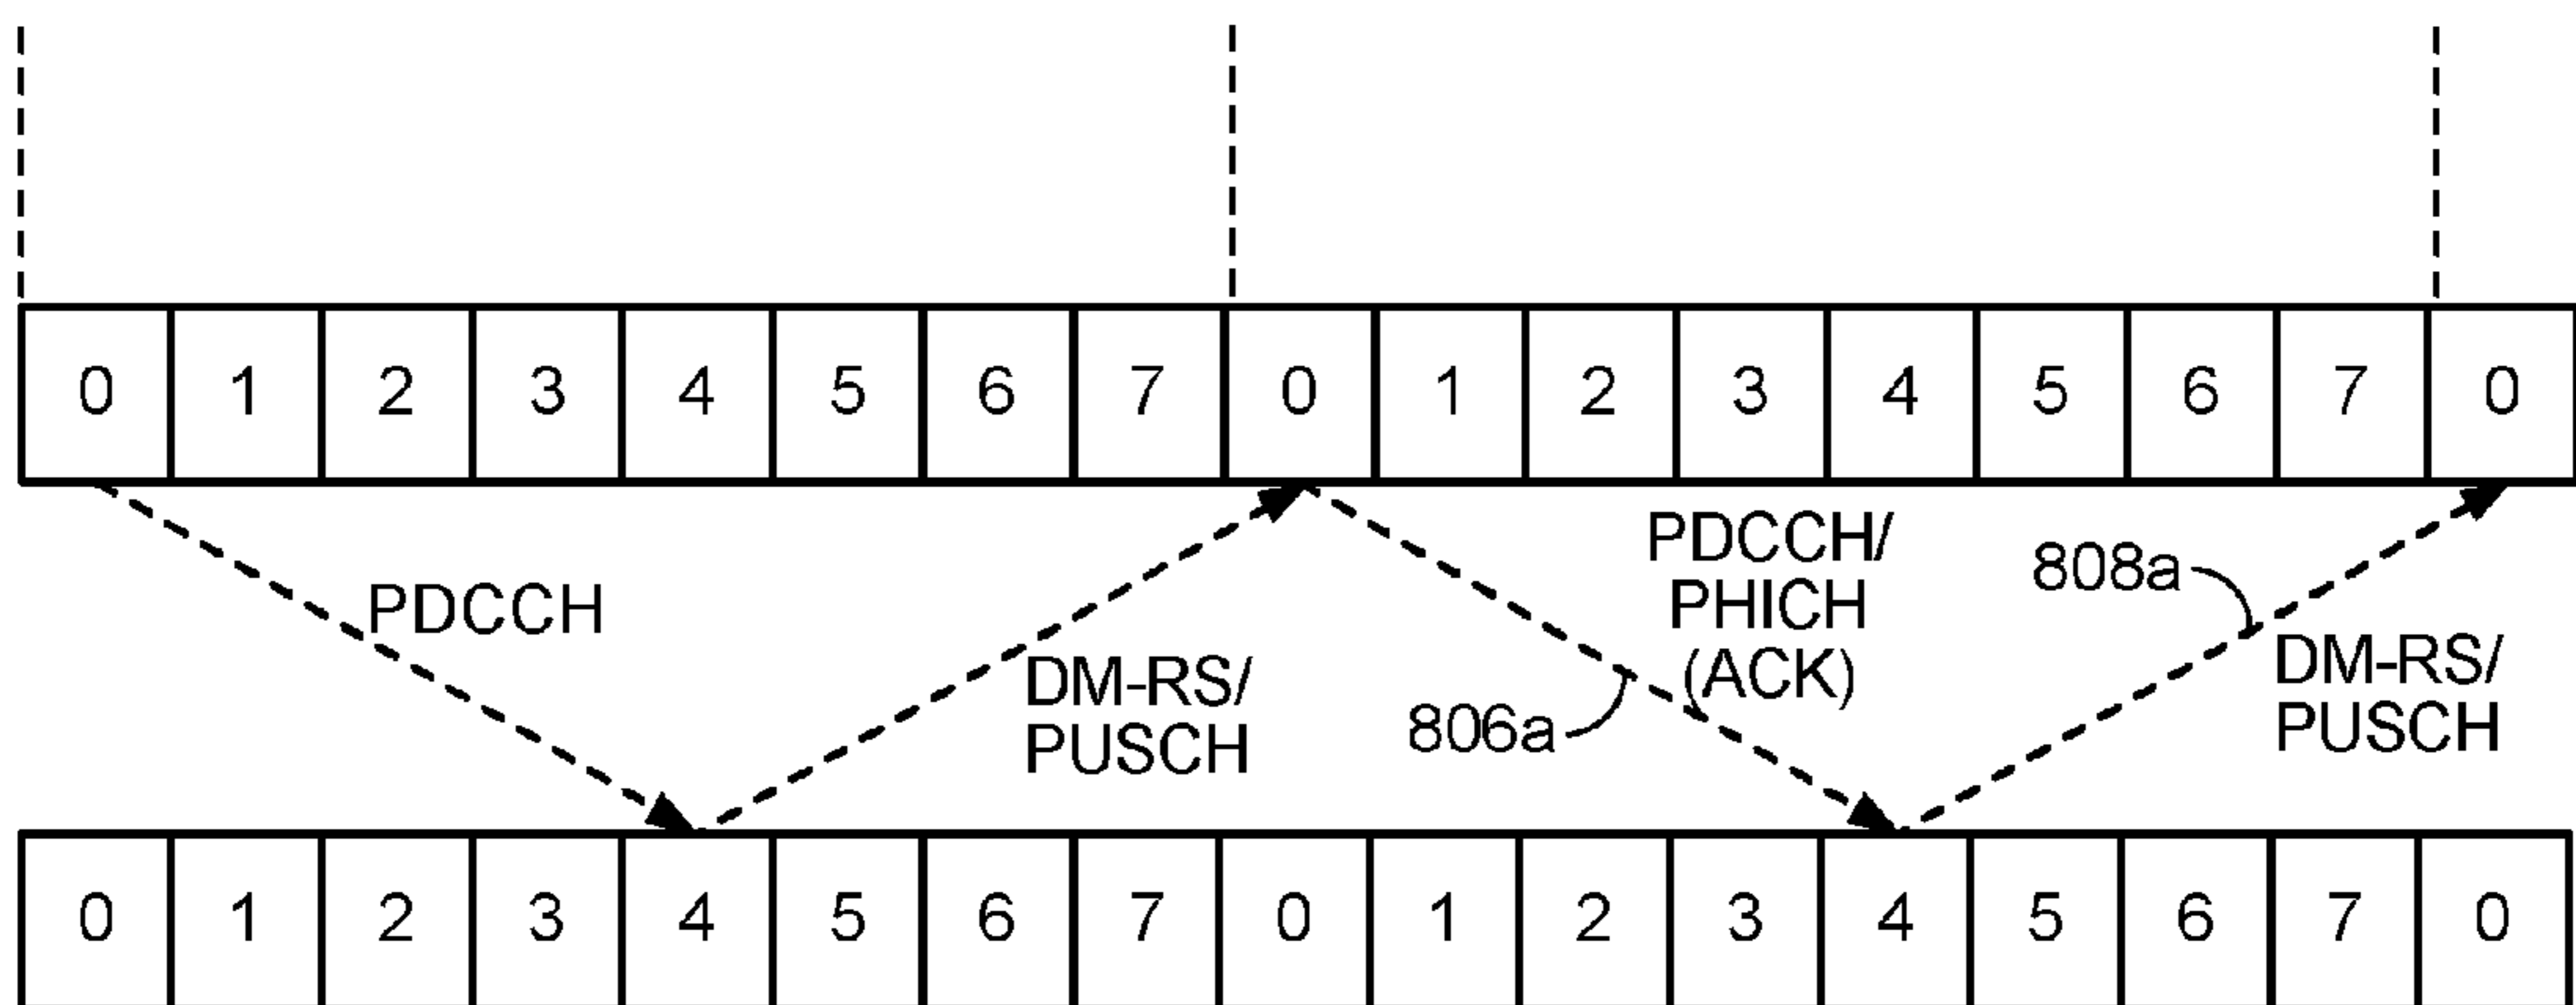 0 1 2 3 4 5 6 7 0 1 2 3 4 5 6 7 0
PDCCH
DM-RS/
PUSCH
PDCCH/
PHICH
(ACK)
806a
808a
DM-RS/
PUSCH
0 1 2 3 4 5 6 7 0 1 2 3 4 5 6 7 0